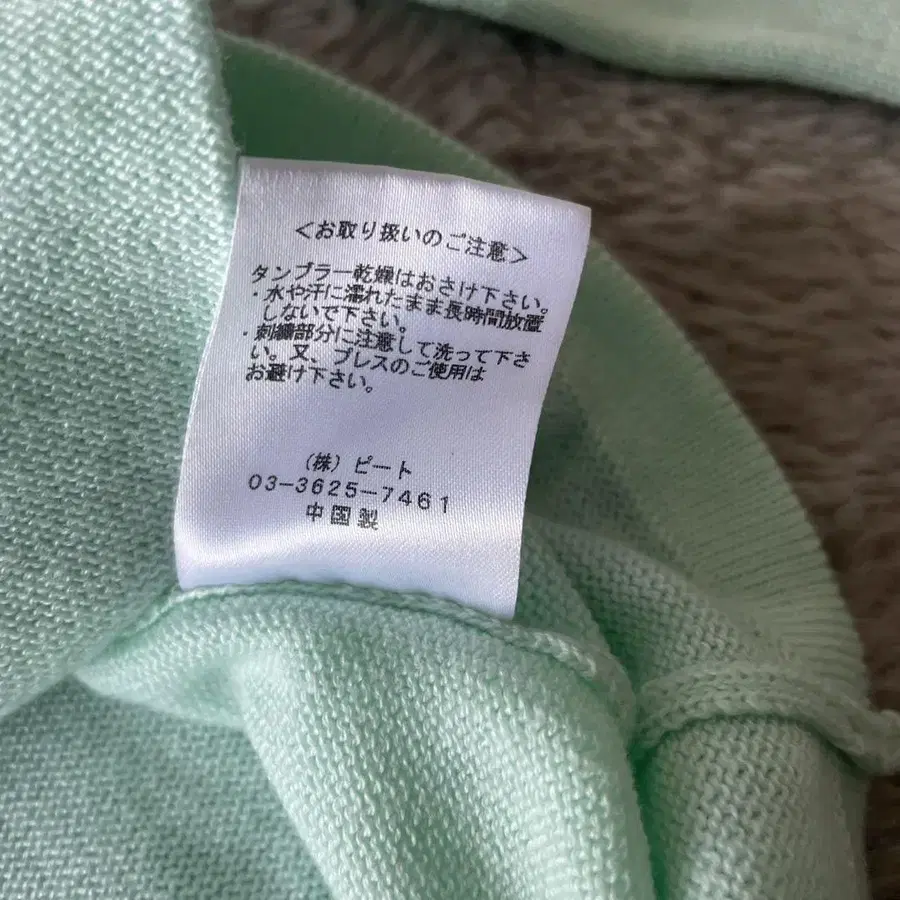 <お取り扱いのご注意>
タンブラー乾燥はおさけ下さい。
・水や汗に濡れたまま長時間放置
しないで下さい。
・刺繍部分に注意して洗って下さ
い。又、プレスのご使用は
お避け下さい。
(株)ピート
03-3625-7461
中国製